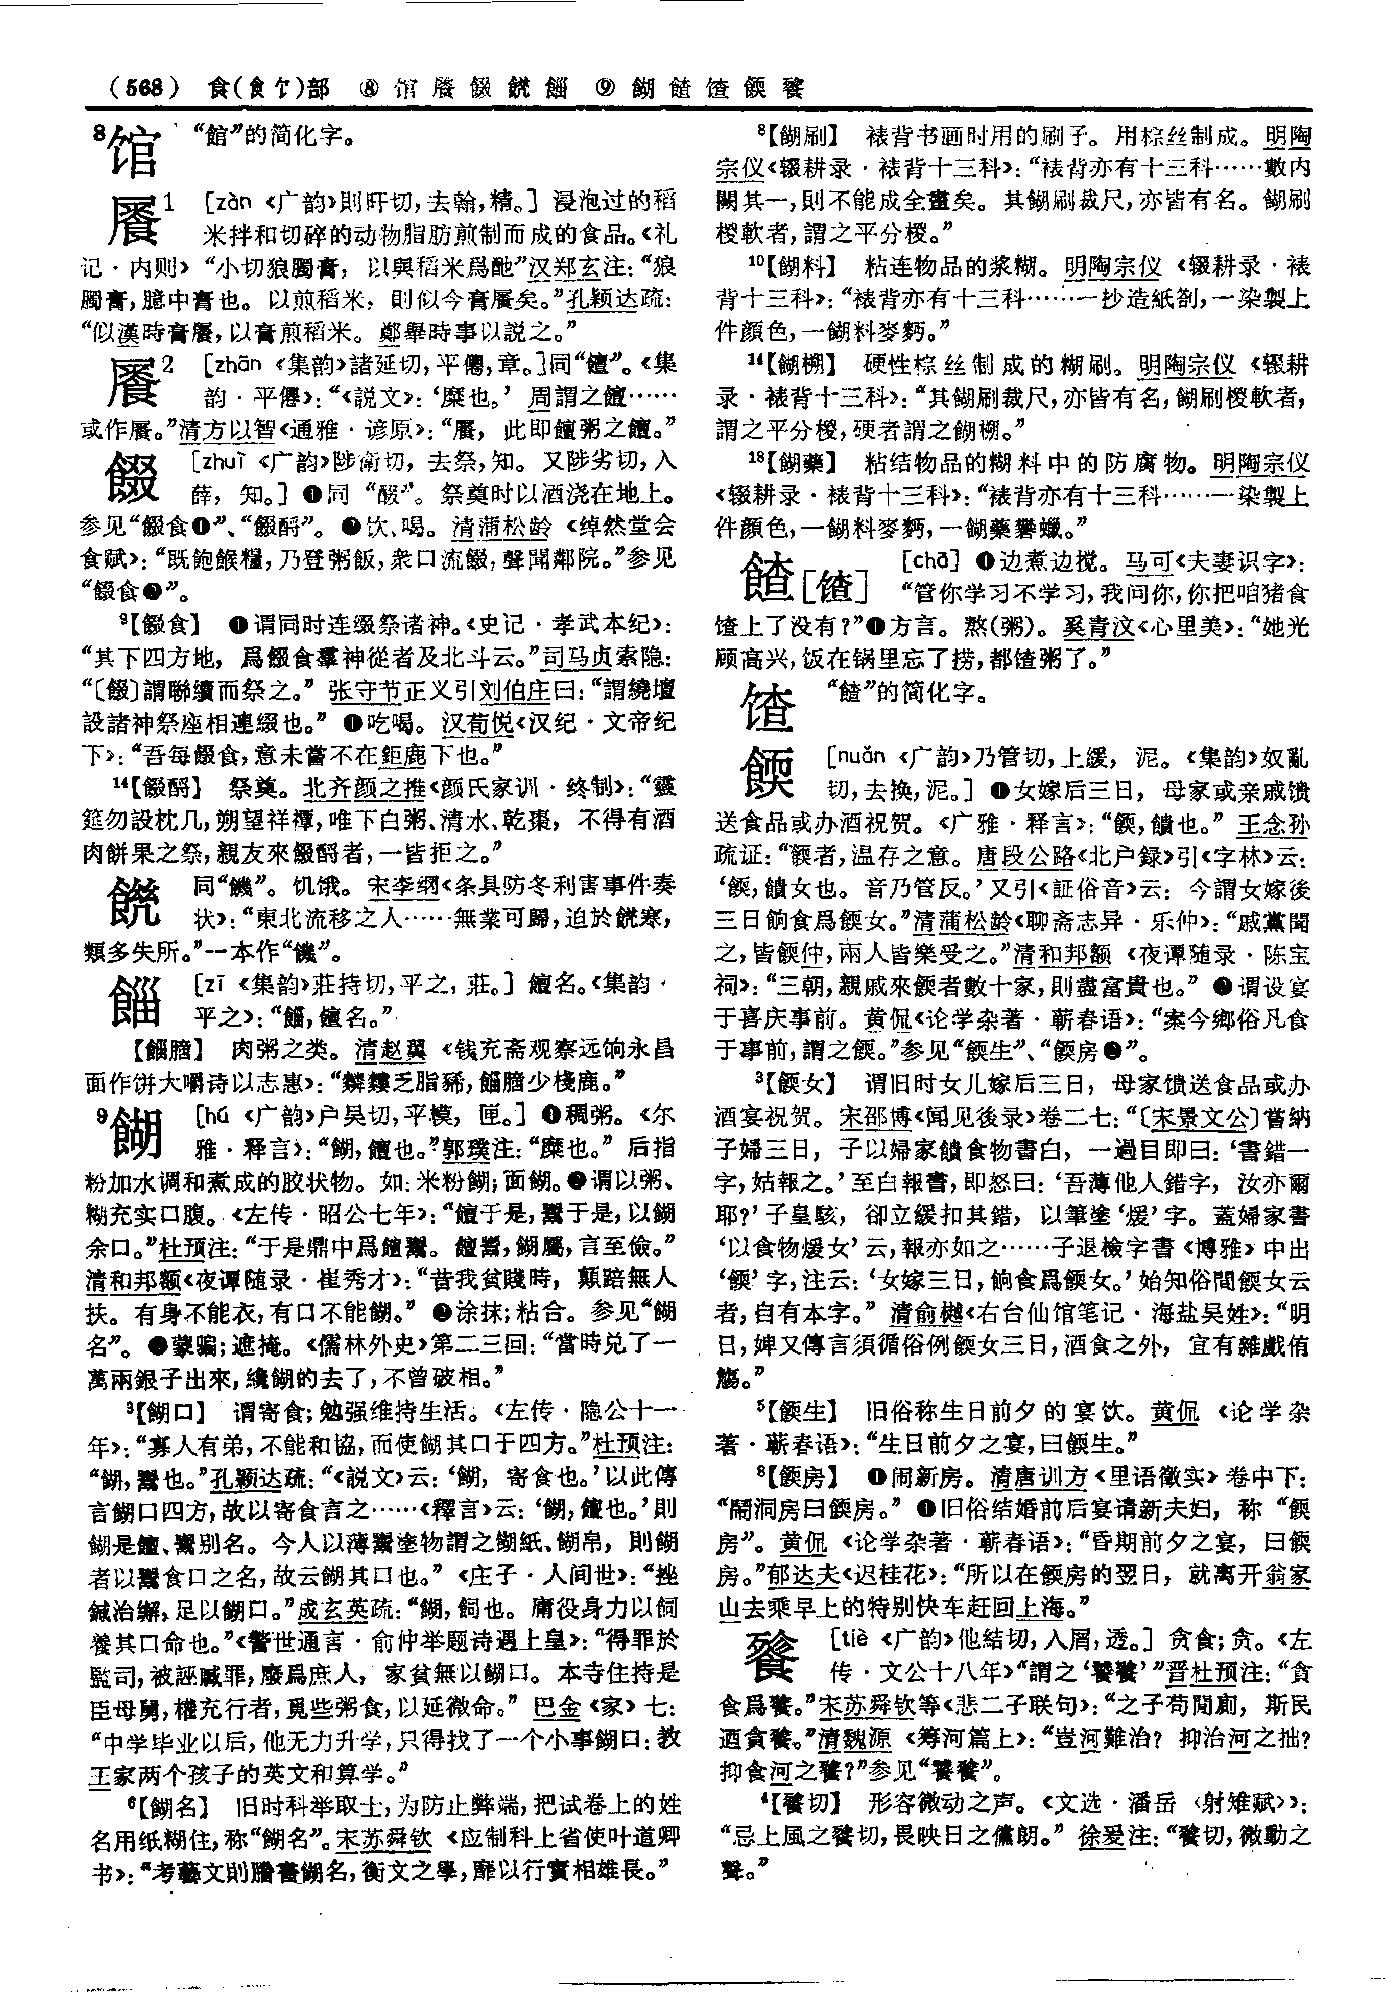 (568) 食(食饣)部 ⑧ 馆 餍 餟 𩜰 䭅 ⑨ 餬 餷 馇 餪 餮
8馆 “館”的简化字。
1 [zàn《广韵》則旰切,去翰,精。] 浸泡过的稻
米拌和切碎的动物脂肪煎制而成的食品。《礼
记·内则》“小切狼臅膏,以與稻米爲酏”汉郑玄注:“狼
臅膏,臆中膏也。以煎稻米,則似今膏𩞁矣。”孔颖达疏:
“似漢時膏𩞁,以膏煎稻米。鄭舉時事以説之。”
2 [zhān《集韵》諸延切,平僊,章。]同“饘”。《集
韵·平僊》:“《説文》:‘糜也。’周謂之饘……
或作𩞁。”清方以智《通雅·谚原》:“𩞁,此即饘粥之饘。”
餟 [zhuì《广韵》陟衛切,去祭,知。又陟劣切,入
薛,知。] ❶同“醊”。祭奠时以酒浇在地上。
参见“餟食❶”、“餟酹”。❷饮、喝。清蒲松龄《绰然堂会
食赋》:“既飽餱糧,乃登粥飯,衆口流餟,聲聞鄰院。”参见
“餟食❷”。
9【餟食】 ❶谓同时连缀祭诸神。《史记·孝武本纪》:
“其下四方地,爲餟食羣神從者及北斗云。”司马贞索隐:
“〔餟〕謂聯續而祭之。”张守节正义引刘伯庄曰:“謂繞壇
設諸神祭座相連綴也。”❷吃喝。汉荀悦《汉纪·文帝纪
下》:“吾每餟食,意未嘗不在鉅鹿下也。”
14【餟酹】 祭奠。北齐颜之推《颜氏家训·终制》:“靈
筵勿設枕几,朔望祥禫,唯下白粥、清水、乾棗,不得有酒
肉餅果之祭,親友來餟酹者,一皆拒之。”
同“饑”。饥饿。宋李纲《条具防冬利害事件奏
状》:“東北流移之人……無業可歸,迫於𩜰寒,
類多失所。”一本作“饑”。
[zī《集韵》莊持切,平之,莊。] 饘名。《集韵·
平之》:“䭅,饘名。”
【䭅膪】 肉粥之类。清赵翼《钱充斋观察远饷永昌
面作饼大嚼诗以志惠》:“麟䴪乏脂豨,䭅膪少棧鹿。”
9餬 [hú《广韵》户吴切,平模,匣。] ❶稠粥。《尔
雅·释言》:“餬,饘也。”郭璞注:“糜也。”后指
粉加水调和煮成的胶状物。如:米粉餬;面餬。❷谓以粥、
糊充实口腹。《左传·昭公七年》:“饘于是,鬻于是,以餬
余口。”杜预注:“于是鼎中爲饘鬻。饘鬻,餬屬,言至儉。”
清和邦额《夜谭随录·崔秀才》:“昔我貧賤時,顛踣無人
扶。有身不能衣,有口不能餬。”❸涂抹;粘合。参见“餬
名”。❹蒙骗;遮掩。《儒林外史》第二三回:“當時兑了一
萬兩銀子出來,纔餬的去了,不曾破相。”
3【餬口】 谓寄食;勉强维持生活。《左传·隐公十一
年》:“寡人有弟,不能和協,而使餬其口于四方。”杜预注:
“餬,鬻也。”孔颖达疏:“《説文》云:‘餬,寄食也。’以此傳
言餬口四方,故以寄食言之……《釋言》云:‘餬,饘也。’則
餬是饘、鬻别名。今人以薄鬻塗物謂之餬紙、餬帛,則餬
者以鬻食口之名,故云餬其口也。”《庄子·人间世》:“挫
鍼治繲,足以餬口。”成玄英疏:“餬,飼也。庸役身力以飼
養其口命也。”《警世通言·俞仲举题诗遇上皇》:“得罪於
監司,被誣贓罪,廢爲庶人,家貧無以餬口。本寺住持是
臣母舅,權充行者,覓些粥食,以延微命。”巴金《家》七:
“中学毕业以后,他无力升学,只得找了一个小事餬口:教
王家两个孩子的英文和算学。”
6【餬名】 旧时科举取士,为防止弊端,把试卷上的姓
名用纸糊住,称“餬名”。宋苏舜钦《应制科上省使叶道卿
书》:“考藝文則謄書餬名,衡文之學,靡以行實相雄長。”
8【餬刷】 裱背书画时用的刷子。用棕丝制成。明陶
宗仪《辍耕录·裱背十三科》:“裱背亦有十三科……數内
闕其一,則不能成全畫矣。其餬刷裁尺,亦皆有名。餬刷
椶軟者,謂之平分椶。”
10【餬料】 粘连物品的浆糊。明陶宗仪《辍耕录·裱
背十三科》:“裱背亦有十三科……一抄造紙劄,一染製上
件顔色,一餬料麥麪。”
14【餬槪】 硬性棕丝制成的糊刷。明陶宗仪《辍耕
录·裱背十三科》:“其餬刷裁尺,亦皆有名,餬刷椶軟者,
謂之平分椶,硬者謂之餬槪。”
18【餬藥】 粘结物品的糊料中的防腐物。明陶宗仪
《辍耕录·裱背十三科》:“裱背亦有十三科……一染製上
件顔色,一餬料麥麪,一餬藥礬蠟。”
餷[馇] [chā] ❶边煮边搅。马可《夫妻识字》:
“管你学习不学习,我问你,你把咱猪食
馇上了没有?”❷方言。熬(粥)。奚青汶《心里美》:“她光
顾高兴,饭在锅里忘了捞,都馇粥了。”
馇 “餷”的简化字。
餪 [nuǎn《广韵》乃管切,上緩,泥。《集韵》奴亂
切,去换,泥。] ❶女嫁后三日,母家或亲戚馈
送食品或办酒祝贺。《广雅·释言》:“餪,饋也。”王念孙
疏证:“餪者,温存之意。唐段公路《北户録》引《字林》云:
‘餪,饋女也。音乃管反。’又引《証俗音》云:今謂女嫁後
三日餉食爲餪女。”清蒲松龄《聊斋志异·乐仲》:“戚黨聞
之,皆餪仲,兩人皆樂受之。”清和邦额《夜谭随录·陈宝
祠》:“三朝,親戚來餪者數十家,則盡富貴也。”❷谓设宴
于喜庆事前。黄侃《论学杂著·蕲春语》:“案今鄉俗凡食
于事前,謂之餪。”参见“餪生”、“餪房❷”。
3【餪女】 谓旧时女儿嫁后三日,母家馈送食品或办
酒宴祝贺。宋邵博《闻见後录》卷二七:“〔宋景文公〕嘗納
子婦三日,子以婦家饋食物書白,一過目即曰:‘書錯一
字,姑報之。’至白報書,即怒曰:‘吾薄他人錯字,汝亦爾
耶?’子皇駭,卻立緩扣其錯,以筆塗‘煖’字。蓋婦家書
‘以食物煖女’云,報亦如之……子退檢字書《博雅》中出
‘餪’字,注云:‘女嫁三日,餉食爲餪女。’始知俗間餪女云
者,自有本字。”清俞樾《右台仙馆笔记·海盐吴姓》:“明
日,婢又傳言須循俗例餪女三日,酒食之外,宜有雜戲侑
觴。”
5【餪生】 旧俗称生日前夕的宴饮。黄侃《论学杂
著·蕲春语》:“生日前夕之宴,曰餪生。”
8【餪房】 ❶闹新房。清唐训方《里语徵实》卷中下:
“鬧洞房曰餪房。”❷旧俗结婚前后宴请新夫妇,称“餪
房”。黄侃《论学杂著·蕲春语》:“昏期前夕之宴,曰餪
房。”郁达夫《迟桂花》:“所以在餪房的翌日,就离开翁家
山去乘早上的特别快车赶回上海。”
餮 [tiè《广韵》他結切,入屑,透。] 贪食;贪。《左
传·文公十八年》“謂之‘饕餮’”晋杜预注:“貪
食爲餮。”宋苏舜钦等《悲二子联句》:“之子苟閒廁,斯民
迺貪餮。”清魏源《筹河篇上》:“豈河難治?抑治河之拙?
抑食河之餮?”参见“饕餮”。
4【餮切】 形容微动之声。《文选·潘岳〈射雉赋〉》:
“忌上風之餮切,畏映日之儻朗。”徐爰注:“餮切,微動之
聲。”